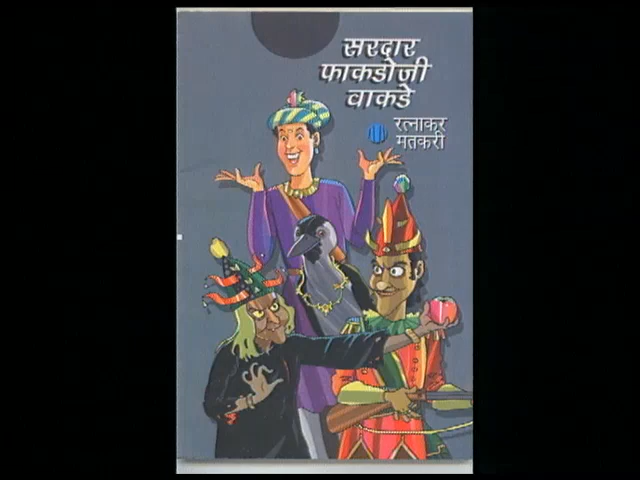 सरदार
फाकडोजी
वाकडे
रत्नाकर
मतकरी